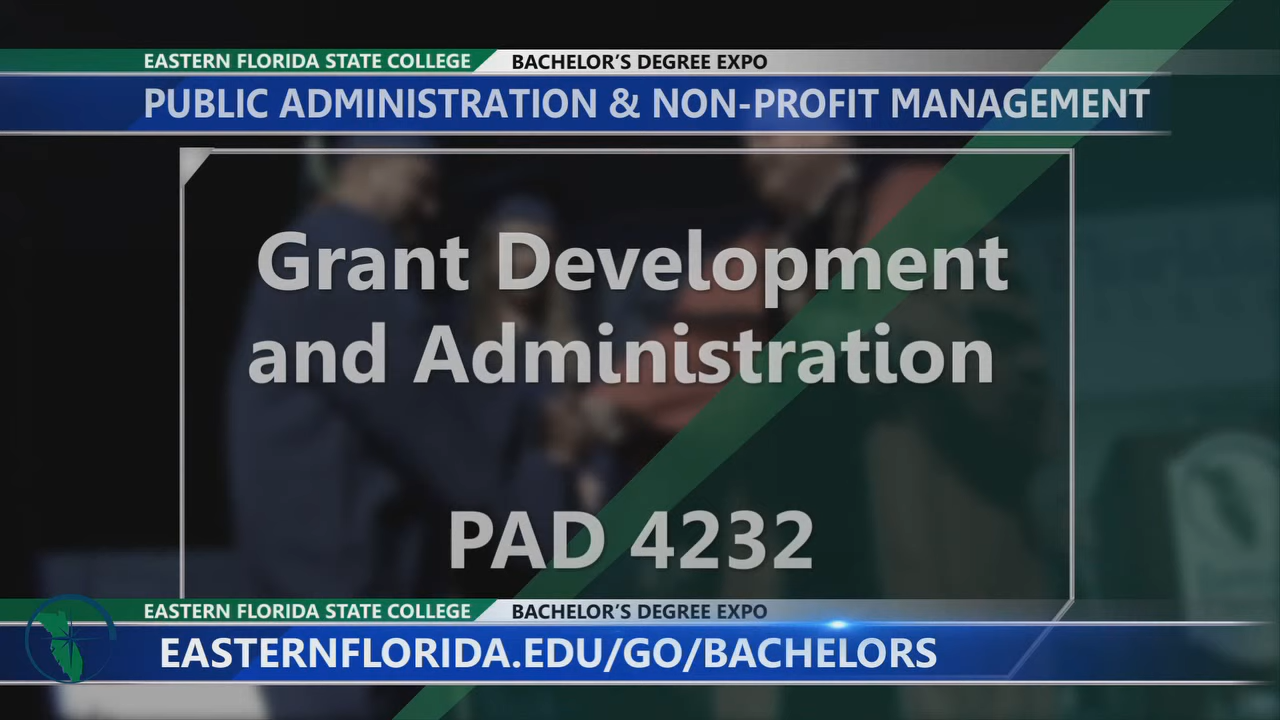 EASTERN FLORIDA STATE COLLEGE BACHELOR'S DEGREE EXPO
PUBLIC ADMINISTRATION & NON-PROFIT MANAGEMENT
Grant Development
and Administration
PAD 4232
EASTERN FLORIDA STATE COLLEGE BACHELOR'S DEGREE EXPO
EASTERNFLORIDA.EDU/GO/BACHELORS